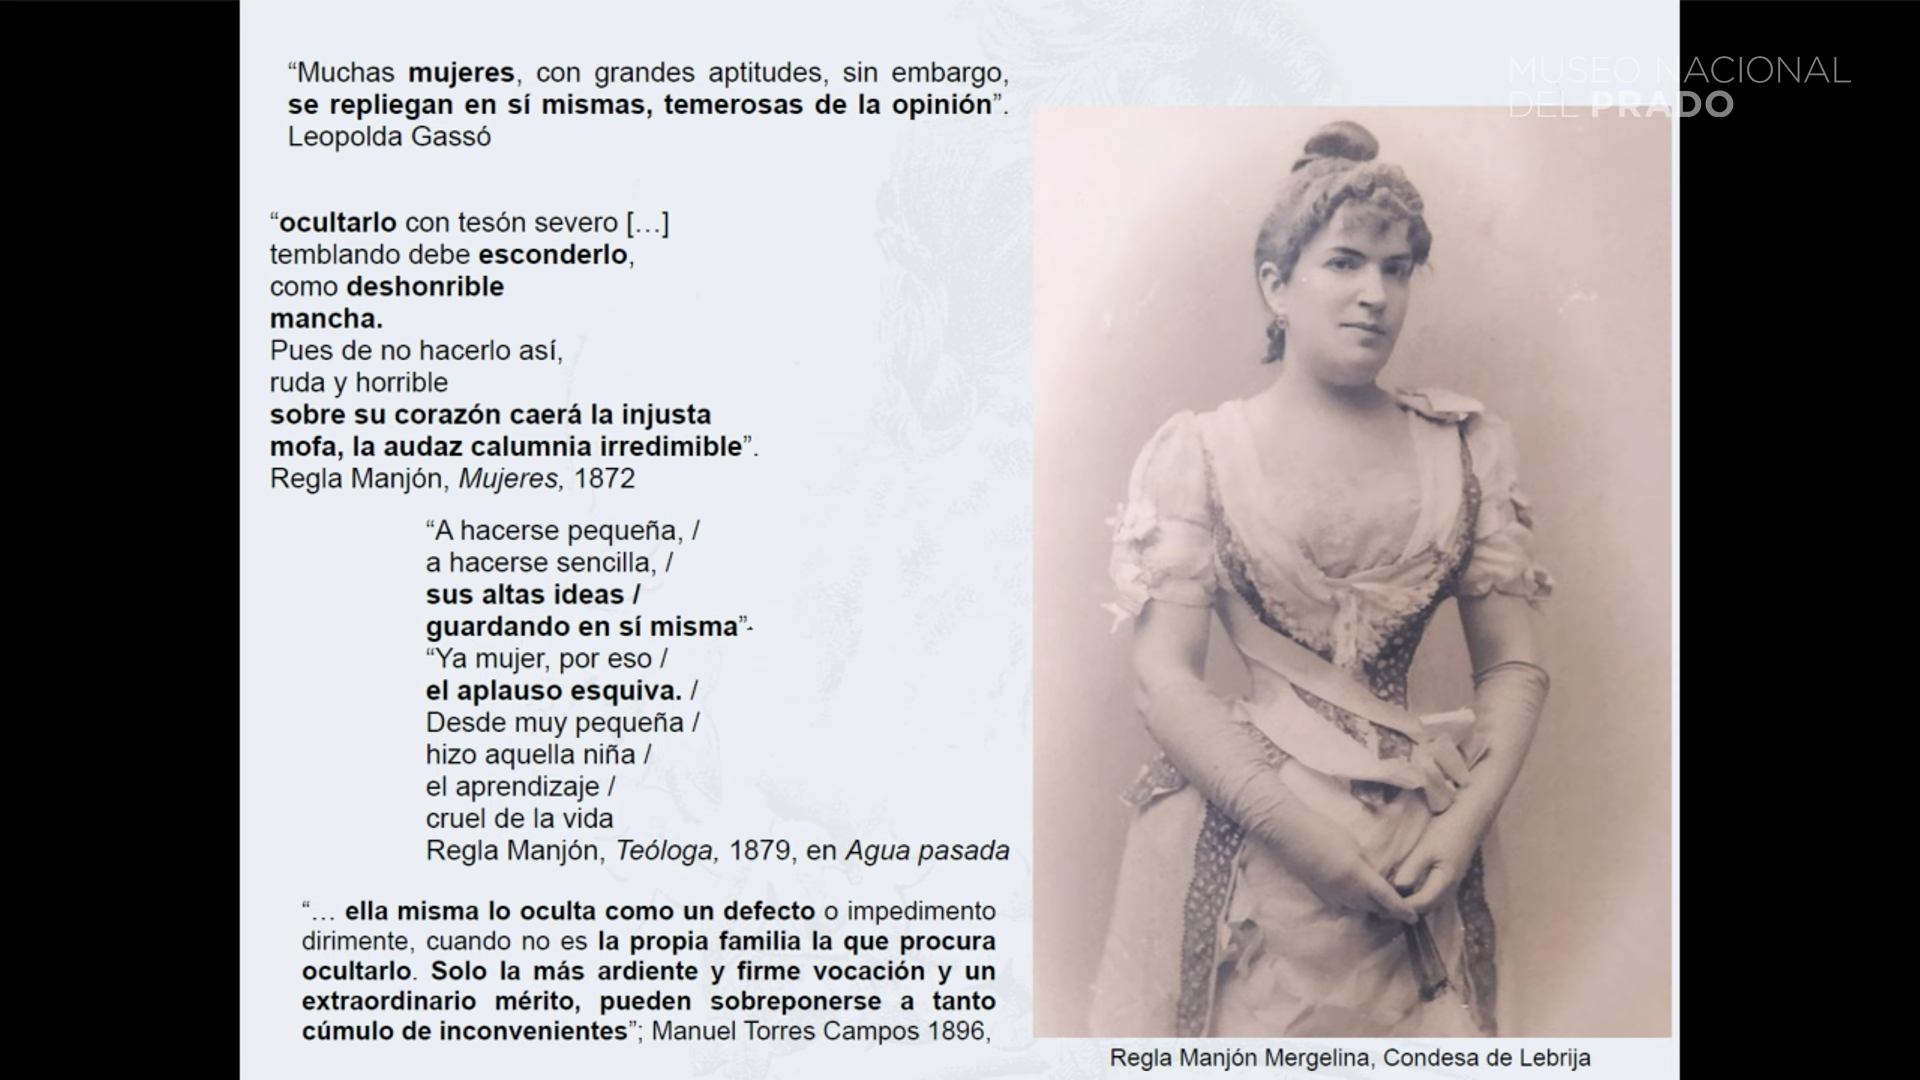 “Muchas mujeres, con grandes aptitudes, sin embargo,
se repliegan en sí mismas, temerosas de la opinión”.
Leopolda Gassó
“ocultarlo con tesón severo […]
temblando debe esconderlo,
como deshonrible
mancha.
Pues de no hacerlo así,
ruda y horrible
sobre su corazón caerá la injusta
mofa, la audaz calumnia irredimible”.
Regla Manjón, Mujeres, 1872
“A hacerse pequeña, /
a hacerse sencilla, /
sus altas ideas /
guardando en sí misma”.
“Ya mujer, por eso /
el aplauso esquiva. /
Desde muy pequeña /
hizo aquella niña /
el aprendizaje /
cruel de la vida
Regla Manjón, Teóloga, 1879, en Agua pasada
“… ella misma lo oculta como un defecto o impedimento
dirimente, cuando no es la propia familia la que procura
ocultarlo. Solo la más ardiente y firme vocación y un
extraordinario mérito, pueden sobreponerse a tanto
cúmulo de inconvenientes”; Manuel Torres Campos 1896,
MUSEO NACIONAL
DEL PRADO
Regla Manjón Mergelina, Condesa de Lebrija